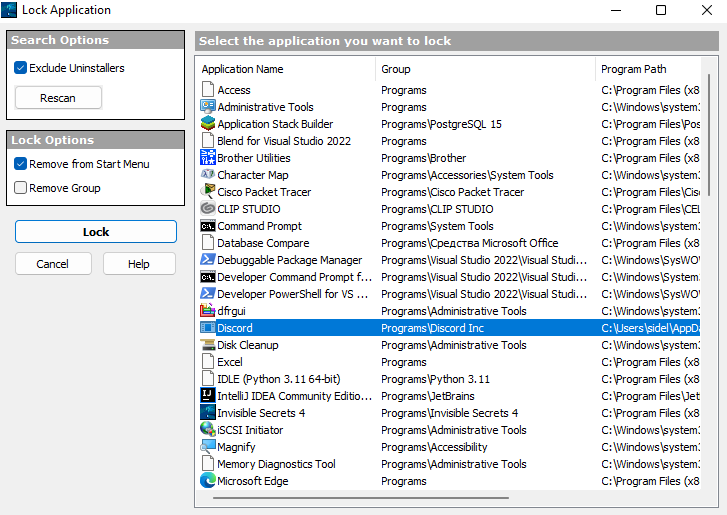 Lock Application
Search Options
Exclude Uninstallers
Rescan
Lock Options
Remove from Start Menu
Remove Group
Lock
Cancel
Help
Select the application you want to lock
Application Name Group Program Path
Access Programs C:\Program Files (x8
Administrative Tools Programs C:\Windows\system3
Application Stack Builder Programs\PostgreSQL 15 C:\Program Files\Pos
Blend for Visual Studio 2022 Programs C:\Program Files (x8
Brother Utilities Programs\Brother C:\Program Files (x8
Character Map Programs\Accessories\System Tools C:\Windows\system3
Cisco Packet Tracer Programs\Cisco Packet Tracer C:\Program Files\Cisc
CLIP STUDIO Programs\CLIP STUDIO C:\Program Files\CEL
Command Prompt Programs\System Tools C:\Windows\system3
Database Compare Programs\Средства Microsoft Office C:\Program Files (x8
Debuggable Package Manager Programs\Visual Studio 2022\Visual Studi... C:\Windows\SysWO
Developer Command Prompt f... Programs\Visual Studio 2022\Visual Studi... C:\Windows\System
Developer PowerShell for VS ... Programs\Visual Studio 2022\Visual Studi... C:\Windows\SysWO
dfrgui Programs\Administrative Tools C:\Windows\system3
Discord Programs\Discord Inc C:\Users\sidel\AppDa
Disk Cleanup Programs\Administrative Tools C:\Windows\system3
Excel Programs C:\Program Files (x8
IDLE (Python 3.11 64-bit) Programs\Python 3.11 C:\Program Files (x8
IntelliJ IDEA Community Editio... Programs\JetBrains C:\Program Files\Jet
Invisible Secrets 4 Programs\Invisible Secrets 4 C:\Program Files (x8
iSCSI Initiator Programs\Administrative Tools C:\Windows\system3
Magnify Programs\Accessibility C:\Windows\system3
Memory Diagnostics Tool Programs\Administrative Tools C:\Windows\system3
Microsoft Edge Programs C:\Program Files (x8